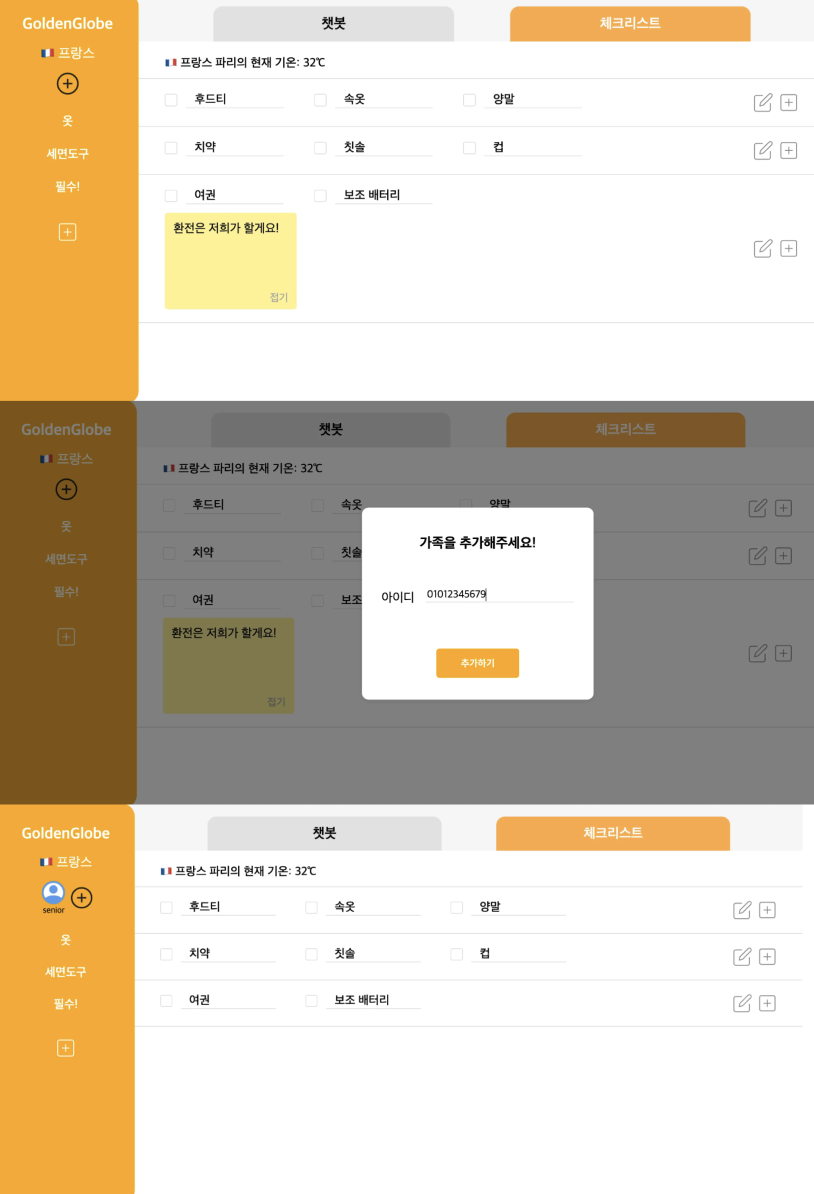 GoldenGlobe
챗봇
체크리스트
🇫🇷 프랑스
🇫🇷 프랑스 파리의 현재 기온: 32℃
후드티 속옷 양말
옷
치약 칫솔 컵
세면도구
필수!
여권 보조 배터리
환전은 저희가 할게요!
접기
GoldenGlobe
챗봇
체크리스트
🇫🇷 프랑스
🇫🇷 프랑스 파리의 현재 기온: 32℃
후드티 속옷 양말
옷
치약 칫솔
세면도구
필수!
여권 보조
환전은 저희가 할게요!
접기
가족을 추가해주세요!
아이디 01012345679
추가하기
GoldenGlobe
챗봇
체크리스트
🇫🇷 프랑스
🇫🇷 프랑스 파리의 현재 기온: 32℃
senior
후드티 속옷 양말
옷
치약 칫솔 컵
세면도구
필수!
여권 보조 배터리